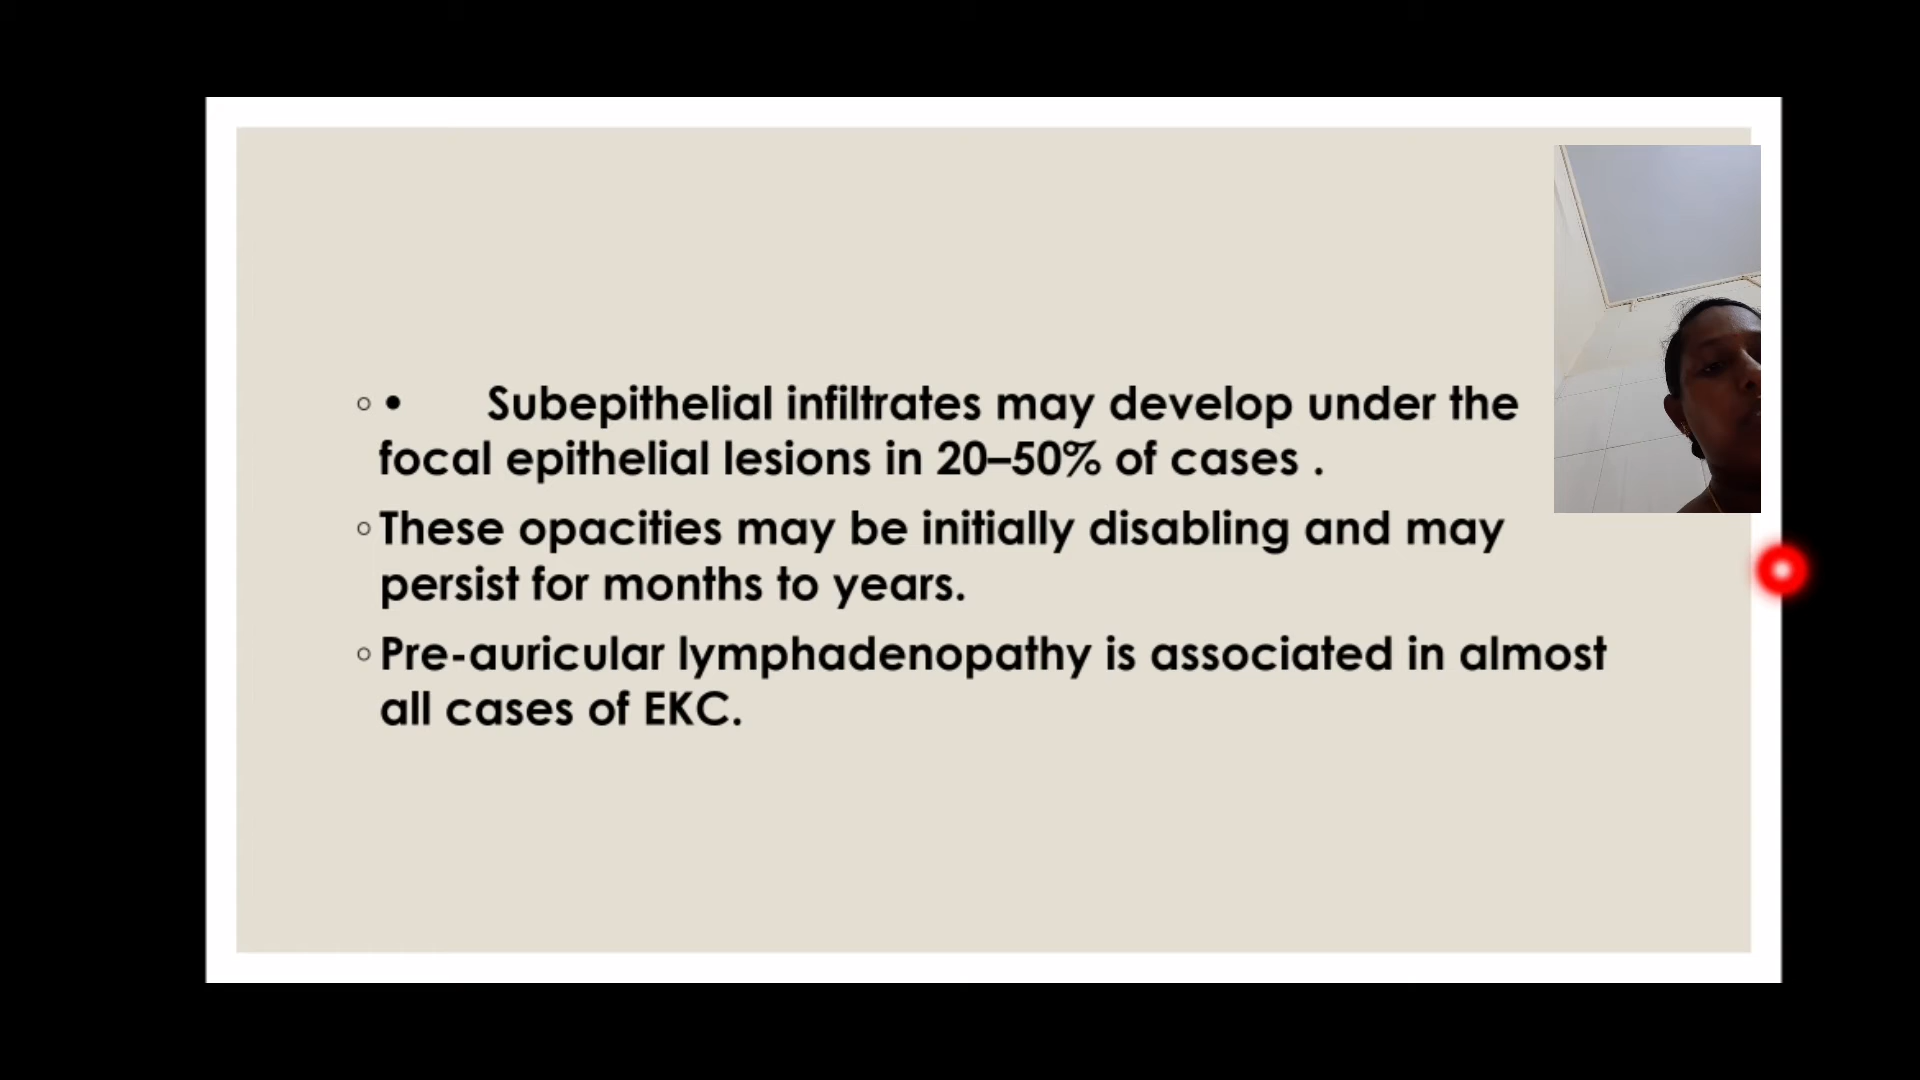 ◦ •      Subepithelial infiltrates may develop under the
focal epithelial lesions in 20–50% of cases .
◦ These opacities may be initially disabling and may
persist for months to years.
◦ Pre-auricular lymphadenopathy is associated in almost
all cases of EKC.